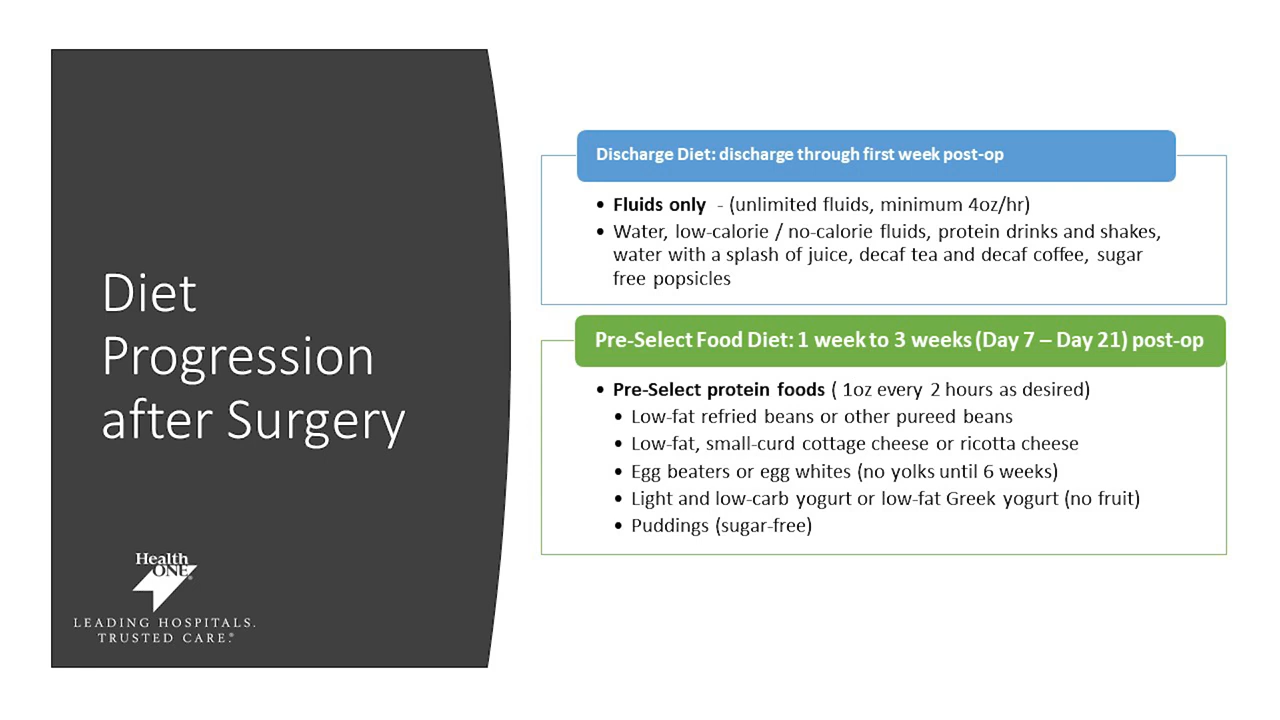 Diet
Progression
after Surgery
Health
ONE®
LEADING HOSPITALS.
TRUSTED CARE.®
Discharge Diet: discharge through first week post-op
• Fluids only - (unlimited fluids, minimum 4oz/hr)
• Water, low-calorie / no-calorie fluids, protein drinks and shakes,
water with a splash of juice, decaf tea and decaf coffee, sugar
free popsicles
Pre-Select Food Diet: 1 week to 3 weeks (Day 7 – Day 21) post-op
• Pre-Select protein foods ( 1oz every 2 hours as desired)
• Low-fat refried beans or other pureed beans
• Low-fat, small-curd cottage cheese or ricotta cheese
• Egg beaters or egg whites (no yolks until 6 weeks)
• Light and low-carb yogurt or low-fat Greek yogurt (no fruit)
• Puddings (sugar-free)